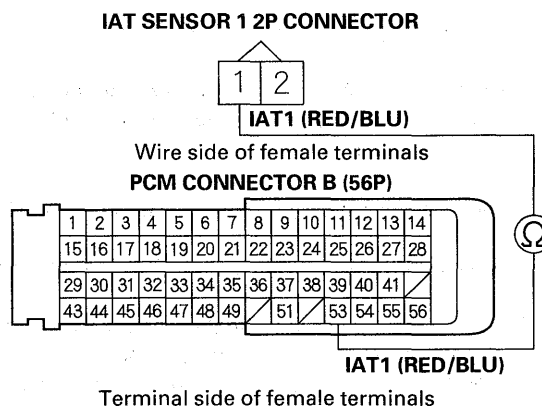 IAT SENSOR 1 2P CONNECTOR
1 2
IAT1 (RED/BLU)
Wire side of female terminals
PCM CONNECTOR B (56P)
1 2 3 4 5 6 7 8 9 10 11 12 13 14
15 16 17 18 19 20 21 22 23 24 25 26 27 28
Ω
29 30 31 32 33 34 35 36 37 38 39 40 41
43 44 45 46 47 48 49 51 53 54 55 56
IAT1 (RED/BLU)
Terminal side of female terminals